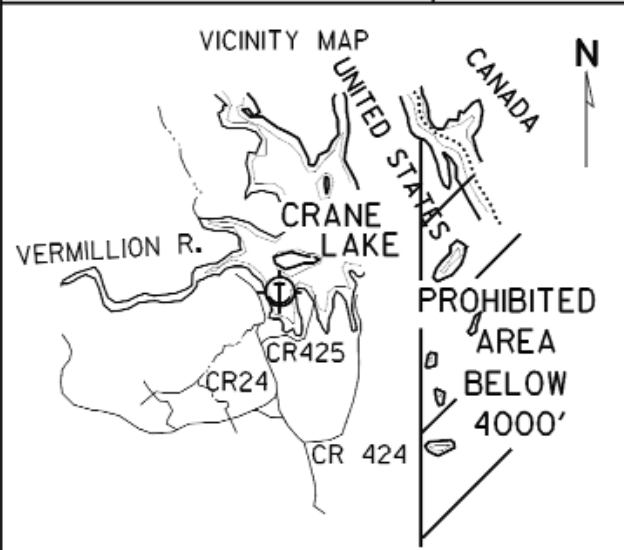 VICINITY MAP
N
UNITED STATES
CANADA
CRANE
LAKE
VERMILLION R.
PROHIBITED
AREA
BELOW
4000'
CR425
CR24
CR 424